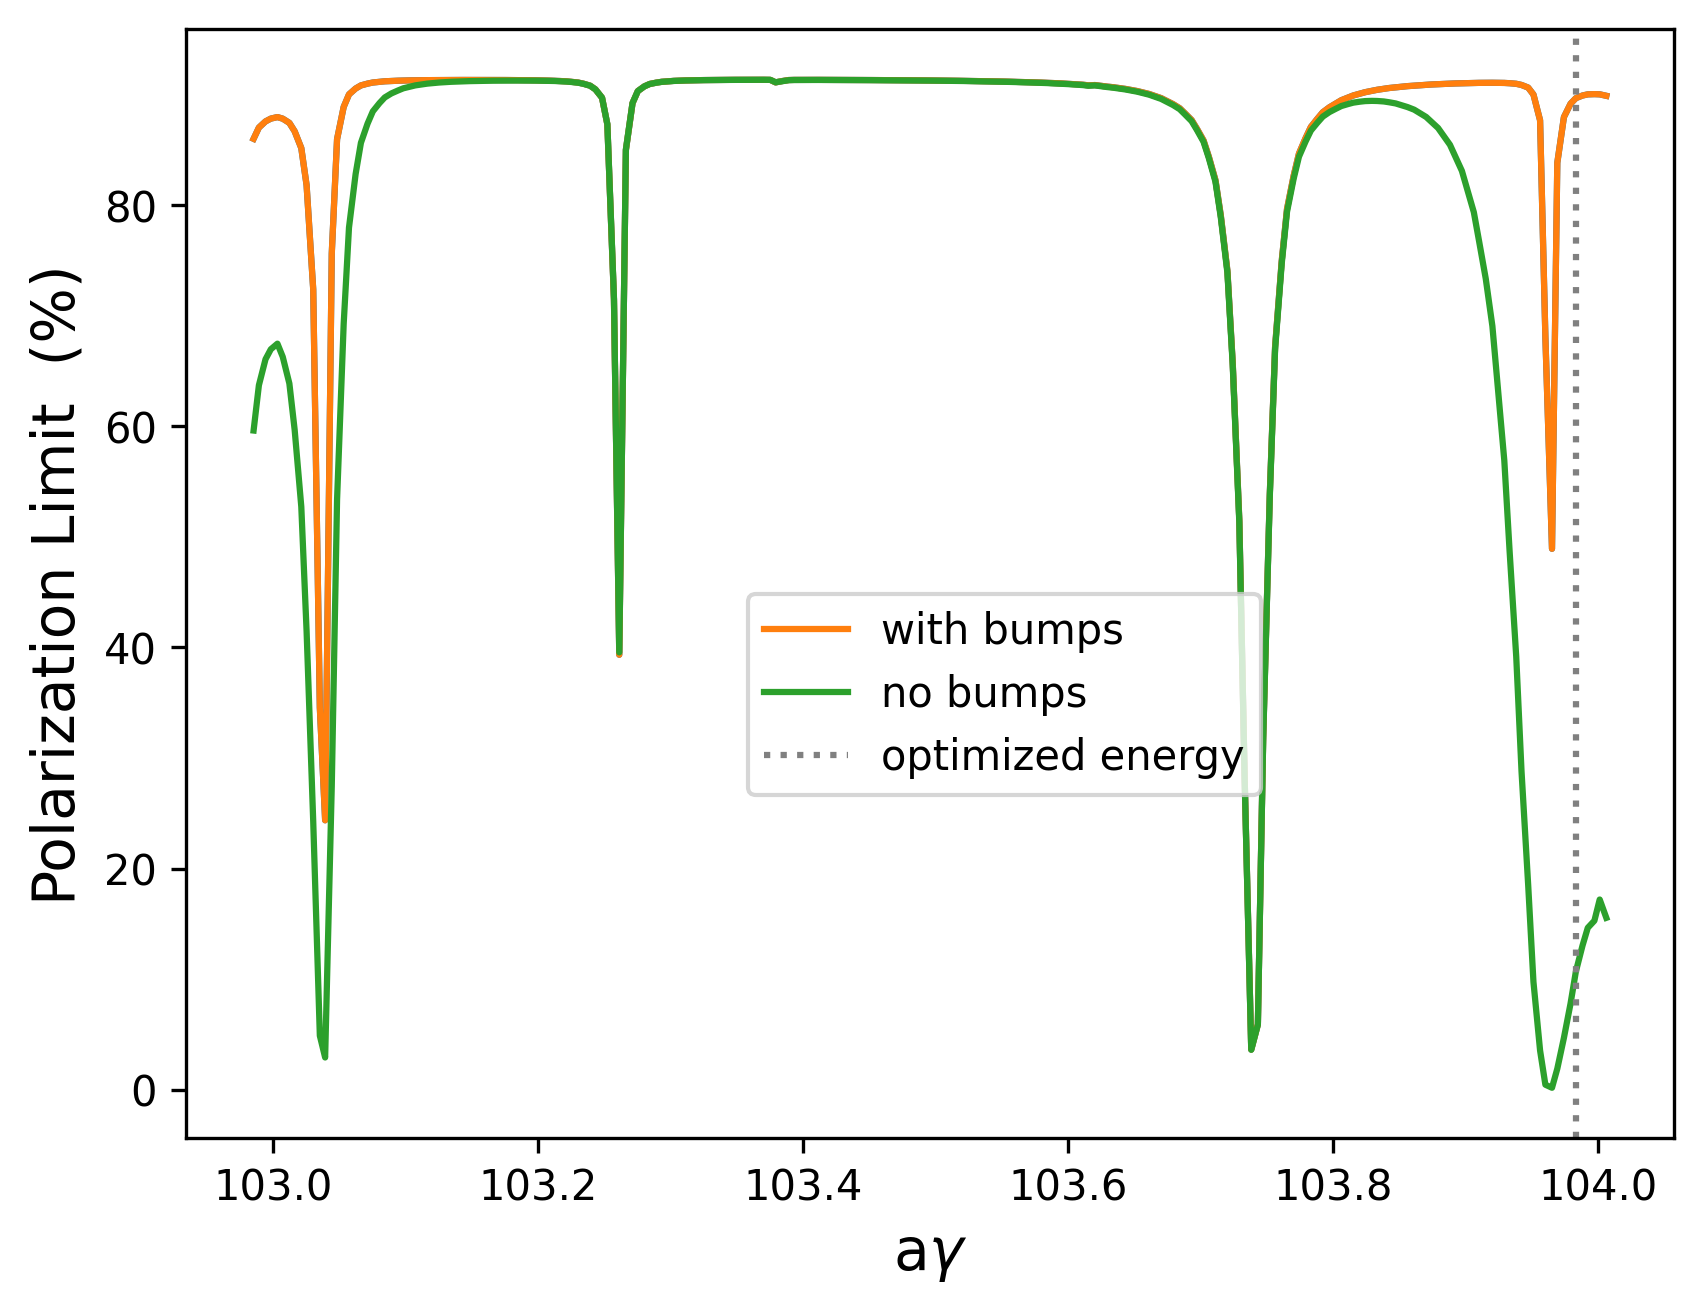 Polarization Limit (%)
80
60
40
20
0
with bumps
no bumps
optimized energy
103.0 103.2 103.4 103.6 103.8 104.0
aγ